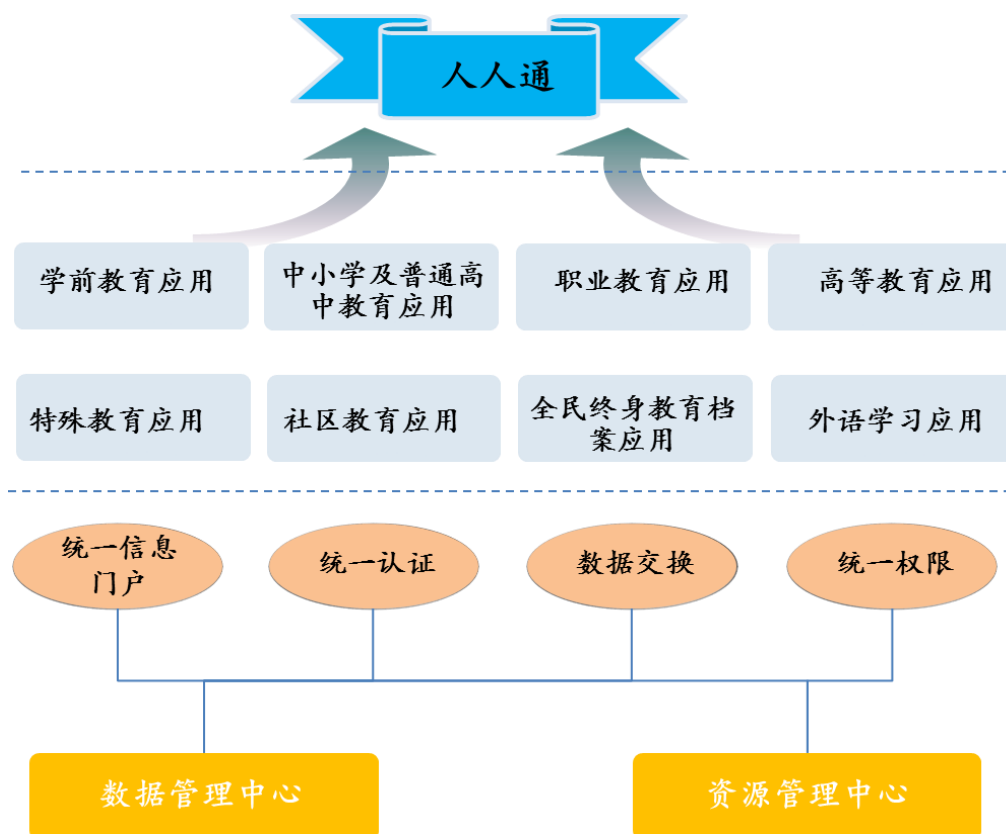 人人通
学前教育应用
中小学及普通高
中教育应用
职业教育应用
高等教育应用
特殊教育应用
社区教育应用
全民终身教育档
案应用
外语学习应用
统一信息
门户
统一认证
数据交换
统一权限
数据管理中心
资源管理中心